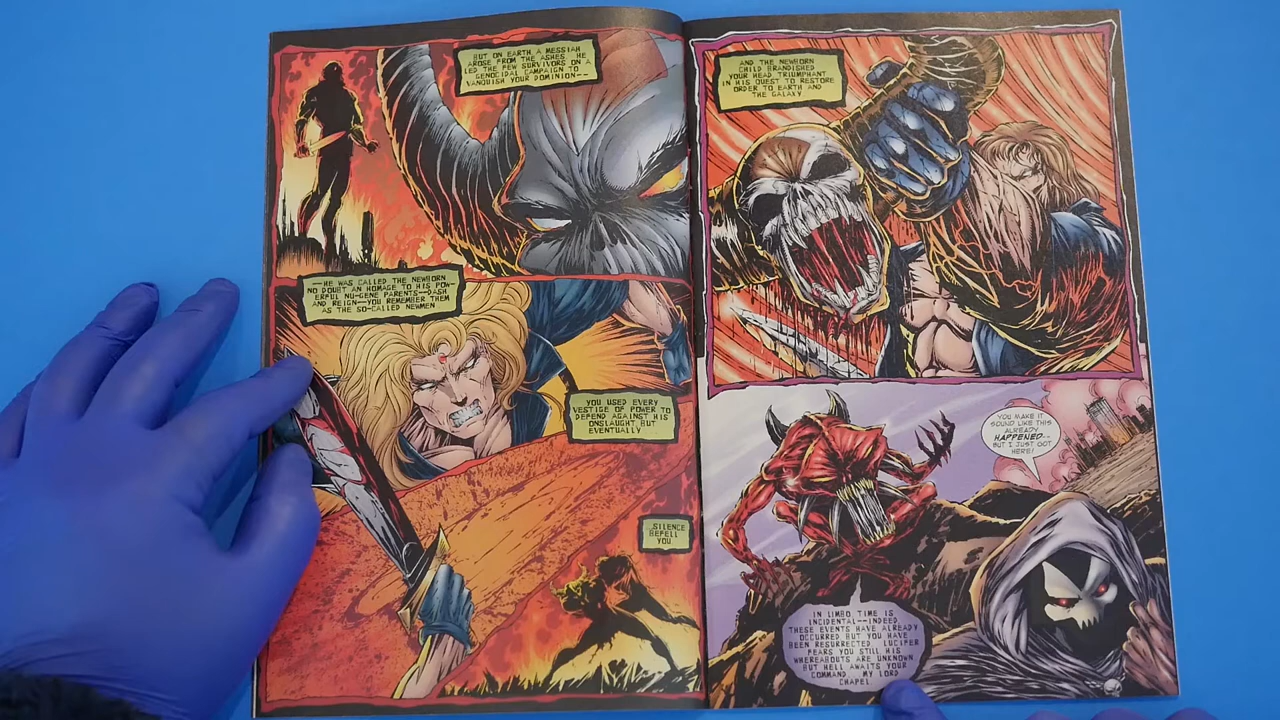 BUT ON EARTH A MESSIAH
AROSE FROM THE ASHES HE
LED THE FEW SURVIVORS ON A
GENOCIDAL CAMPAIGN TO
VANQUISH YOUR DOMINION--
--HE WAS CALLED THE NEWBORN
NO DOUBT AN HOMAGE TO HIS POW-
ERFUL NU-GENE PARENTS--DASH
AND REIGN--YOU REMEMBER THEM
AS THE SO-CALLED NEWMEN
YOU USED EVERY
VESTIGE OF POWER TO
DEFEND AGAINST HIS
ONSLAUGHT BUT
EVENTUALLY
...SILENCE
BEFELL
YOU
AND THE NEWBORN
CHILD BRANDISHED
YOUR HEAD TRIUMPHANT
IN HIS QUEST TO RESTORE
ORDER TO EARTH AND
THE GALAXY
YOU MAKE IT
SOUND LIKE THIS
ALREADY
HAPPENED--
BUT I JUST GOT
HERE!
IN LIMBO TIME IS
INCIDENTAL--INDEED
THESE EVENTS HAVE ALREADY
OCCURRED BUT YOU HAVE
BEEN RESURRECTED LUCIFER
FEARS YOU STILL HIS
WHEREABOUTS ARE UNKNOWN
BUT HELL AWAITS YOUR
COMMAND MY LORD
CHAPEL